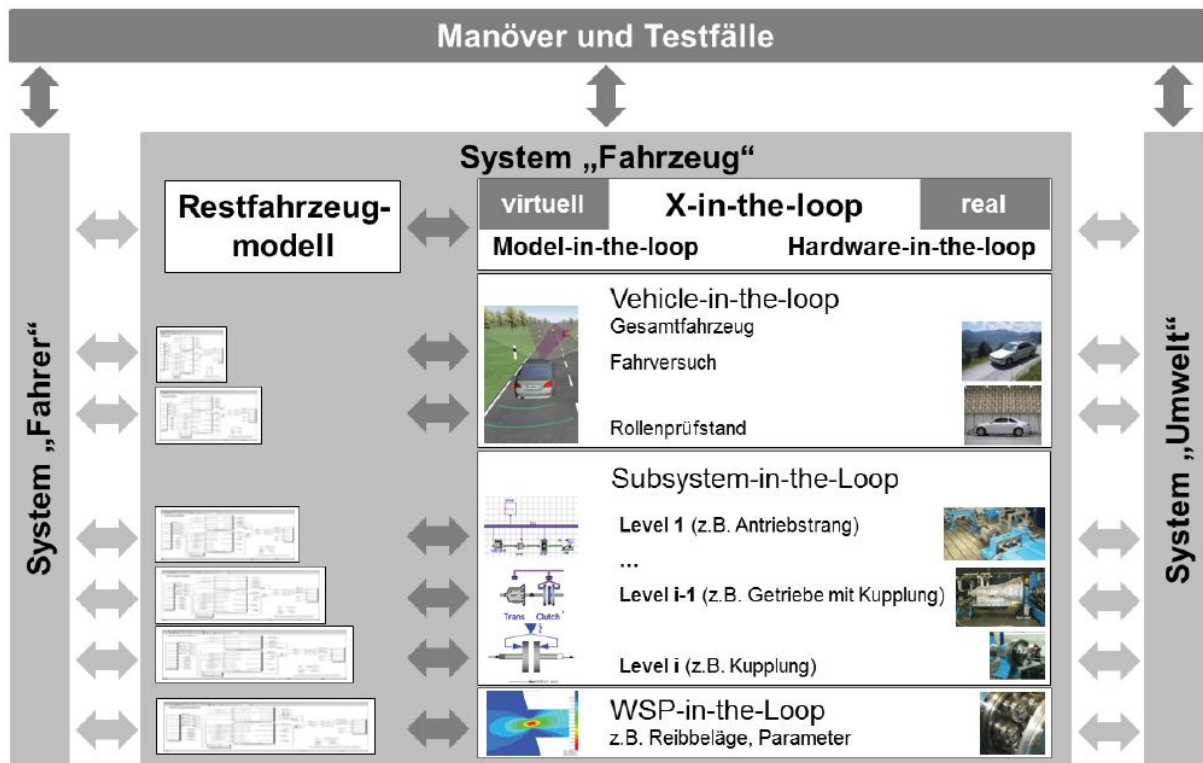 Manöver und Testfälle
System „Fahrer“
System „Fahrzeug“
Restfahrzeug-
modell
virtuell
X-in-the-loop
real
Model-in-the-loop
Hardware-in-the-loop
Vehicle-in-the-loop
Gesamtfahrzeug
Fahrversuch
Rollenprüfstand
Subsystem-in-the-Loop
Level 1 (z.B. Antriebstrang)
...
Level i-1 (z.B. Getriebe mit Kupplung)
Trans Clutch
Level i (z.B. Kupplung)
WSP-in-the-Loop
z.B. Reibbeläge, Parameter
System „Umwelt“